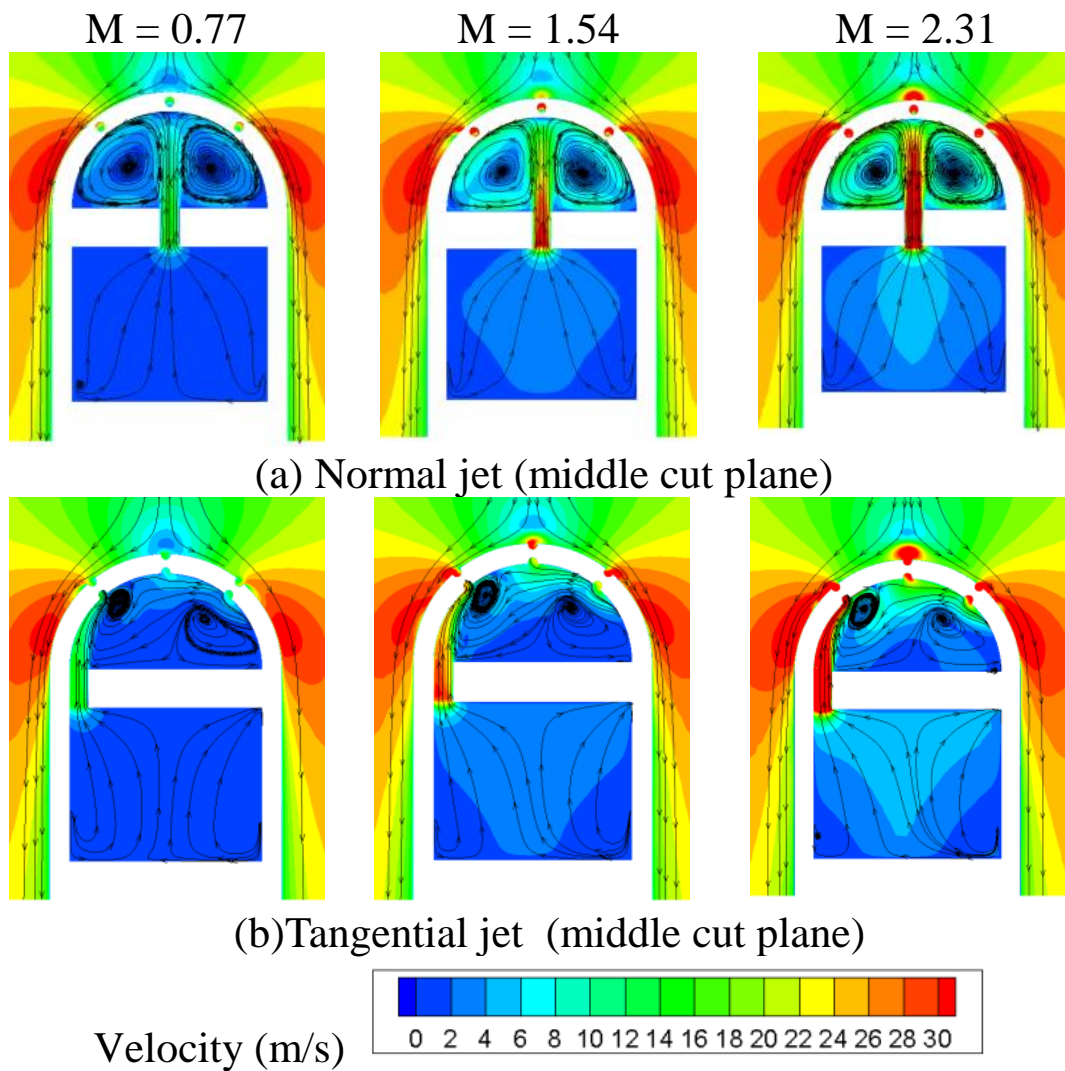 M = 0.77 M = 1.54 M = 2.31
(a) Normal jet (middle cut plane)
(b)Tangential jet (middle cut plane)
0 2 4 6 8 10 12 14 16 18 20 22 24 26 28 30
Velocity (m/s)